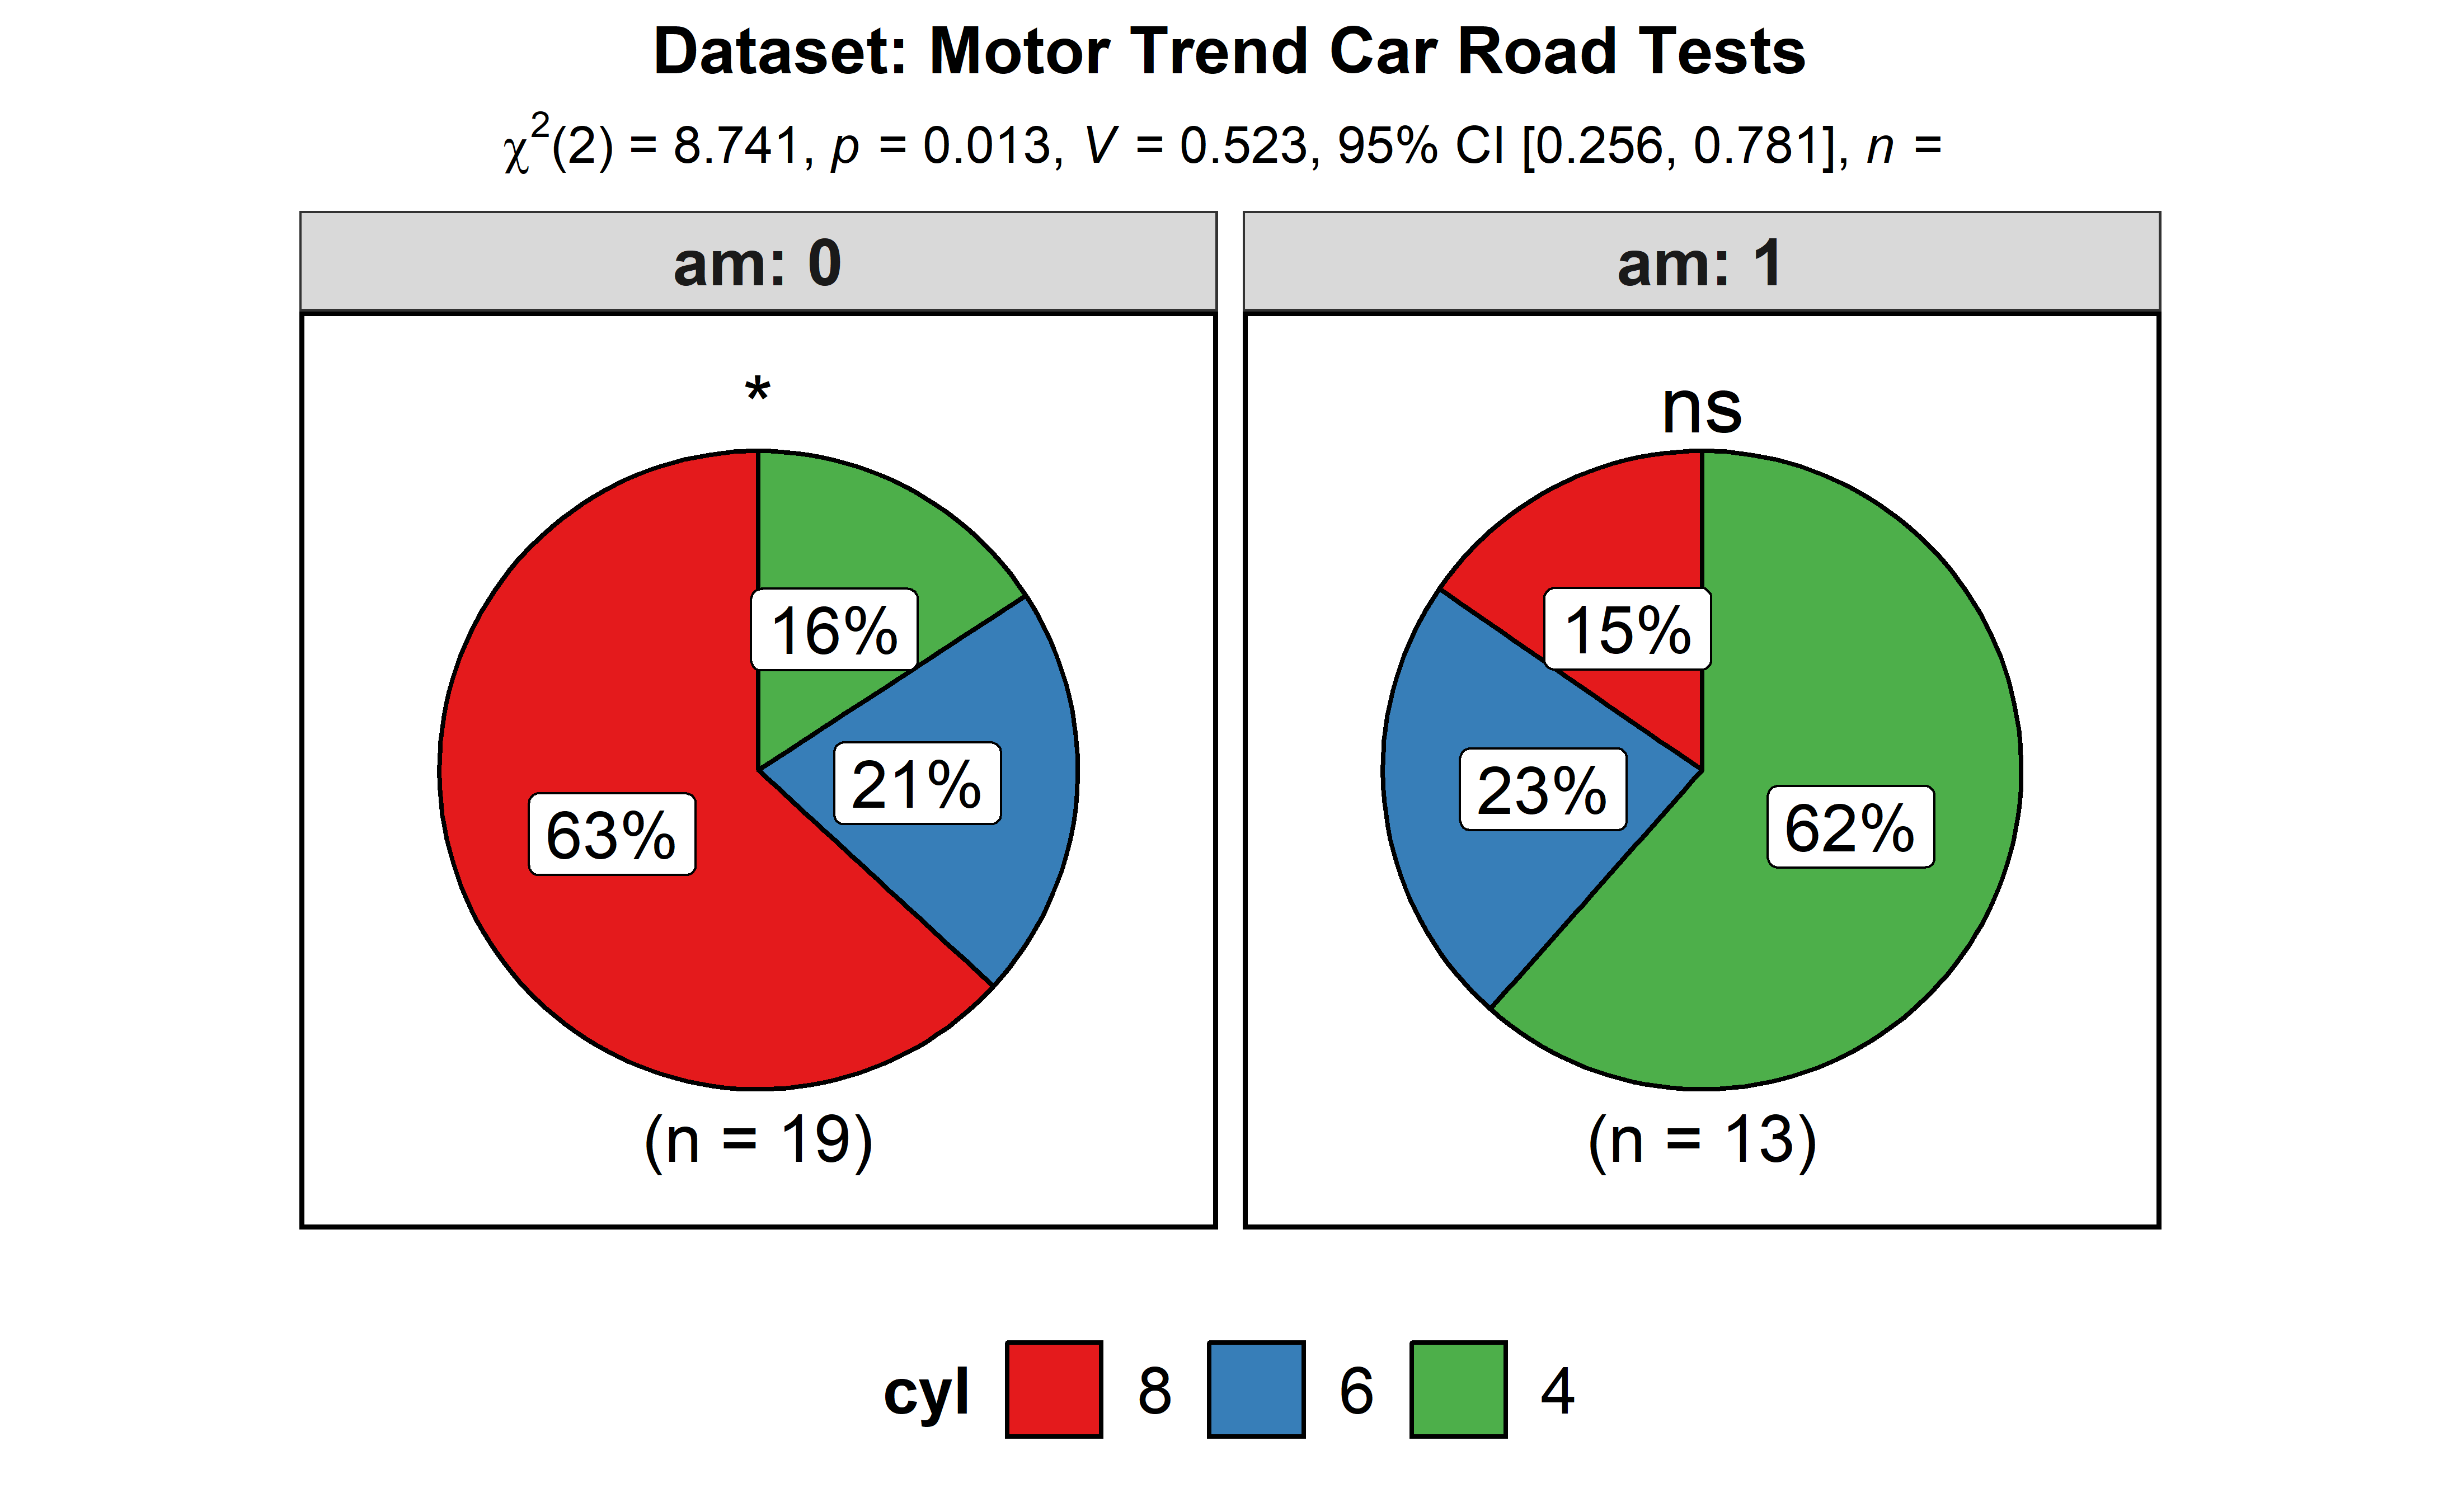 Dataset: Motor Trend Car Road Tests
χ²(2) = 8.741, p = 0.013, V = 0.523, 95% CI [0.256, 0.781], n =
am: 0
*
16%
21%
63%
(n = 19)
am: 1
ns
15%
23%
62%
(n = 13)
cyl 8 6 4